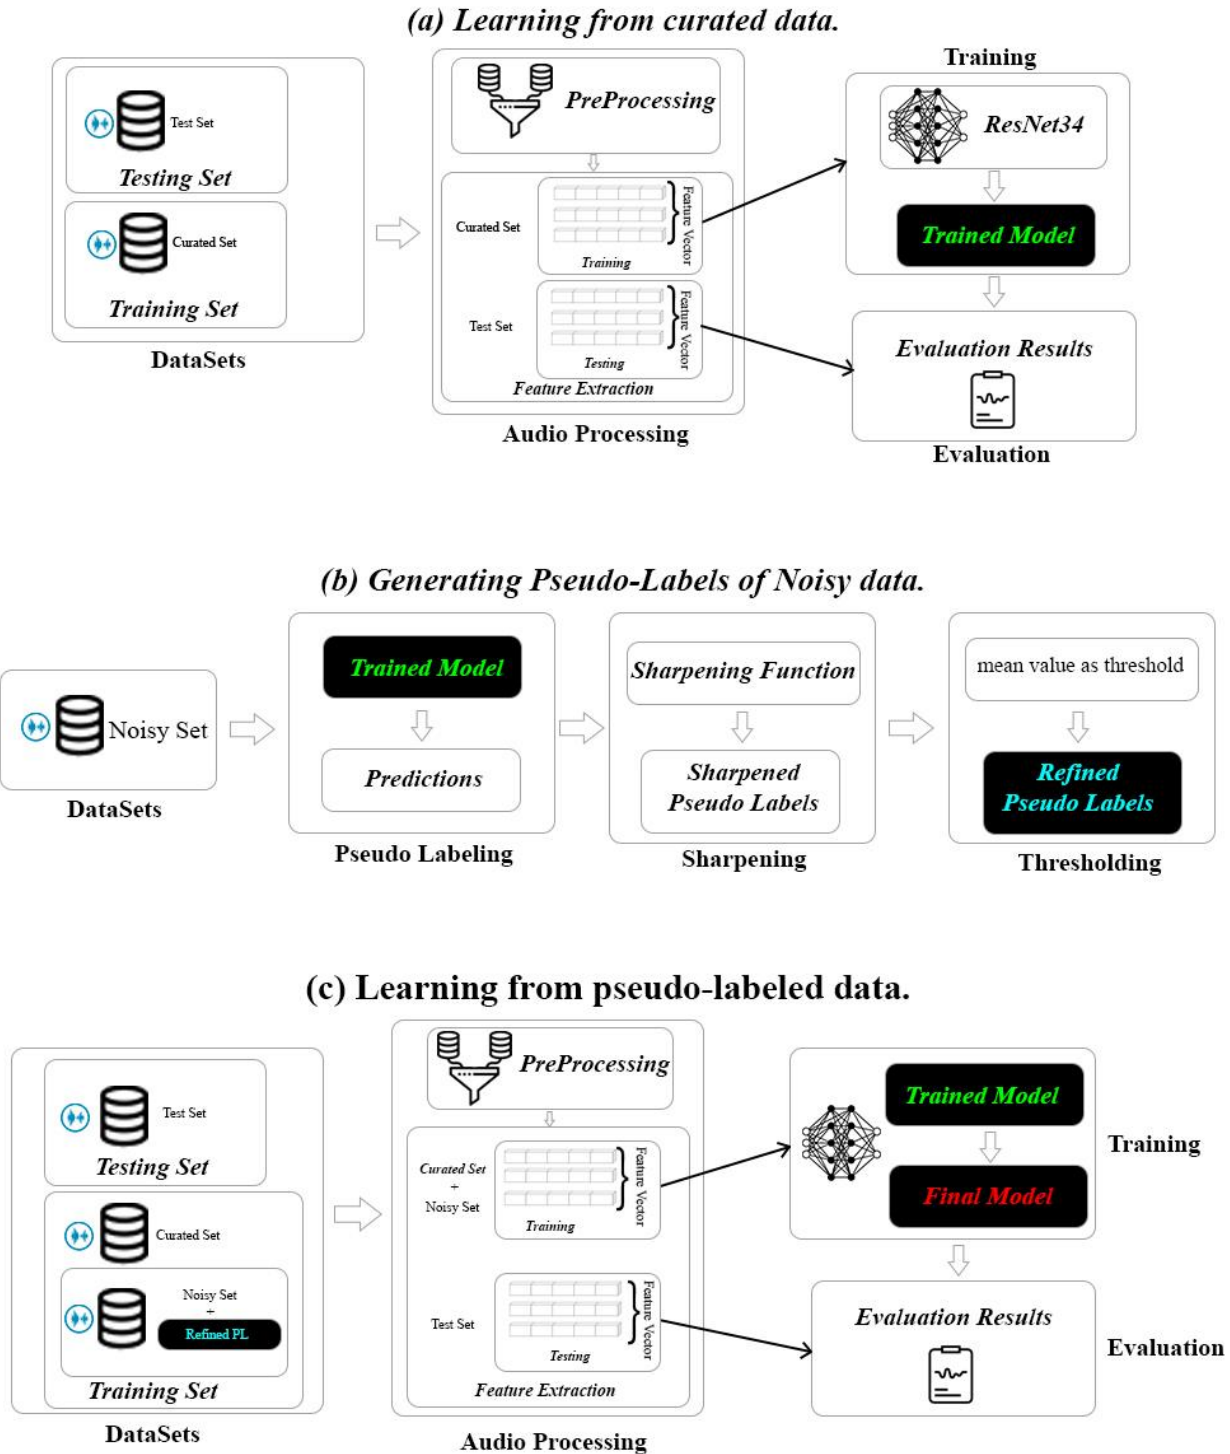 (a) Learning from curated data.
Test Set
Testing Set
Curated Set
Training Set
DataSets
PreProcessing
Curated Set
Feature Vector
Training
Test Set
Feature Vector
Testing
Feature Extraction
Audio Processing
Training
ResNet34
Trained Model
Evaluation Results
Evaluation
(b) Generating Pseudo-Labels of Noisy data.
Noisy Set
DataSets
Trained Model
Predictions
Pseudo Labeling
Sharpening Function
Sharpened
Pseudo Labels
Sharpening
mean value as threshold
Refined
Pseudo Labels
Thresholding
(c) Learning from pseudo-labeled data.
Test Set
Testing Set
Curated Set
Noisy Set
+
Refined PL
Training Set
DataSets
PreProcessing
Curated Set
+
Noisy Set
Feature Vector
Training
Test Set
Feature Vector
Testing
Feature Extraction
Audio Processing
Trained Model
Final Model
Training
Evaluation Results
Evaluation